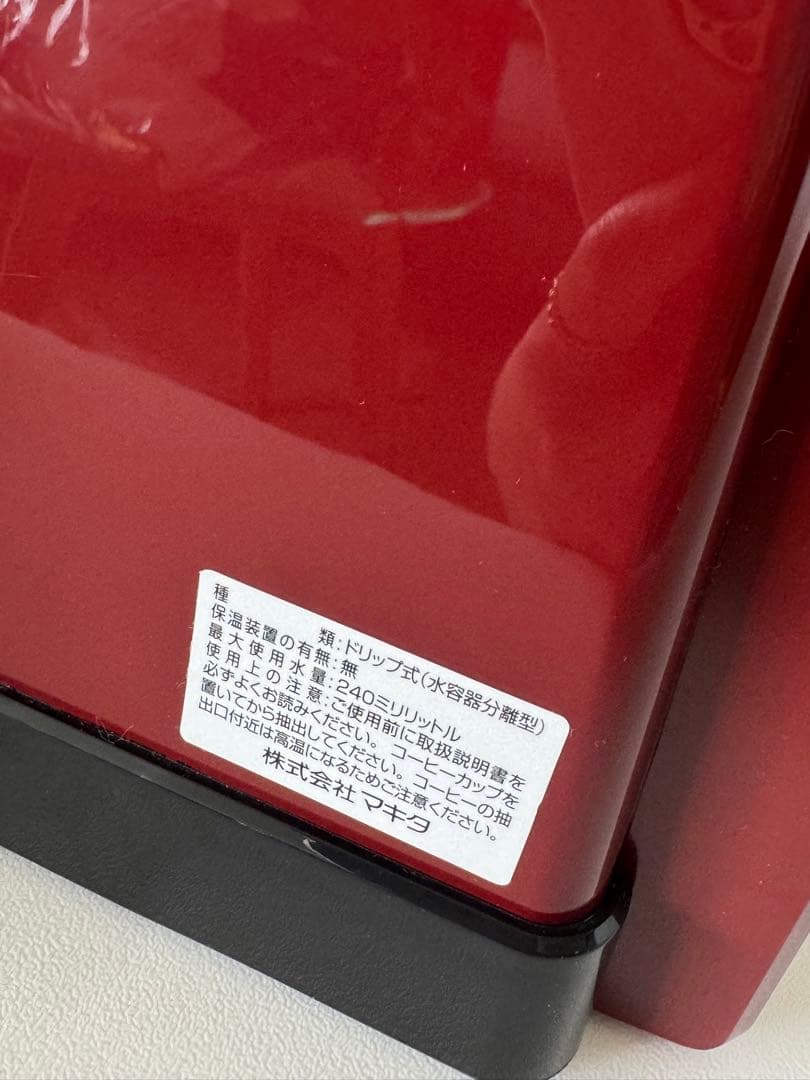 種　　　　　類：ドリップ式（水容器分離型）
保温装置の有無：無
最大使用水量：240ミリリットル
使用上の注意：ご使用前に取扱説明書を
必ずよくお読みください。コーヒーカップを
置いてから抽出してください。コーヒーの抽
出口付近は高温になるためご注意ください。
株式会社 マキタ